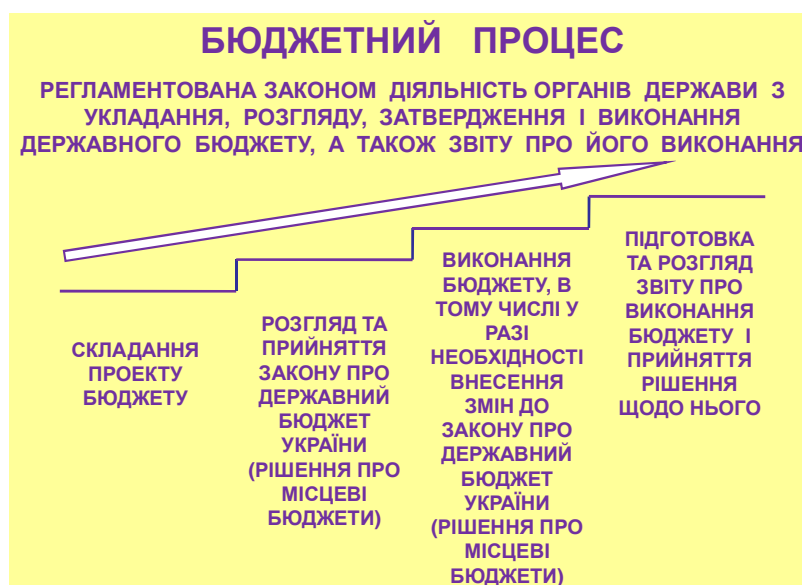 БЮДЖЕТНИЙ ПРОЦЕС
РЕГЛАМЕНТОВАНА ЗАКОНОМ ДІЯЛЬНІСТЬ ОРГАНІВ ДЕРЖАВИ З
УКЛАДАННЯ, РОЗГЛЯДУ, ЗАТВЕРДЖЕННЯ І ВИКОНАННЯ
ДЕРЖАВНОГО БЮДЖЕТУ, А ТАКОЖ ЗВІТУ ПРО ЙОГО ВИКОНАННЯ
СКЛАДАННЯ
ПРОЕКТУ
БЮДЖЕТУ
РОЗГЛЯД ТА
ПРИЙНЯТТЯ
ЗАКОНУ ПРО
ДЕРЖАВНИЙ
БЮДЖЕТ
УКРАЇНИ
(РІШЕННЯ ПРО
МІСЦЕВІ
БЮДЖЕТИ)
ВИКОНАННЯ
БЮДЖЕТУ, В
ТОМУ ЧИСЛІ У
РАЗІ
НЕОБХІДНОСТІ
ВНЕСЕННЯ
ЗМІН ДО
ЗАКОНУ ПРО
ДЕРЖАВНИЙ
БЮДЖЕТ
УКРАЇНИ
(РІШЕННЯ ПРО
МІСЦЕВІ
БЮДЖЕТИ)
ПІДГОТОВКА
ТА РОЗГЛЯД
ЗВІТУ ПРО
ВИКОНАННЯ
БЮДЖЕТУ І
ПРИЙНЯТТЯ
РІШЕННЯ
ЩОДО НЬОГО